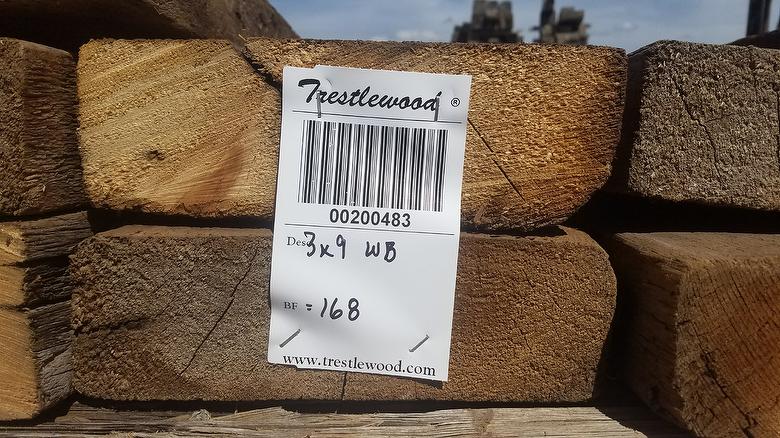 Trestlewood ®
00200483
Des 3x9 WB
BF = 168
www.trestlewood.com